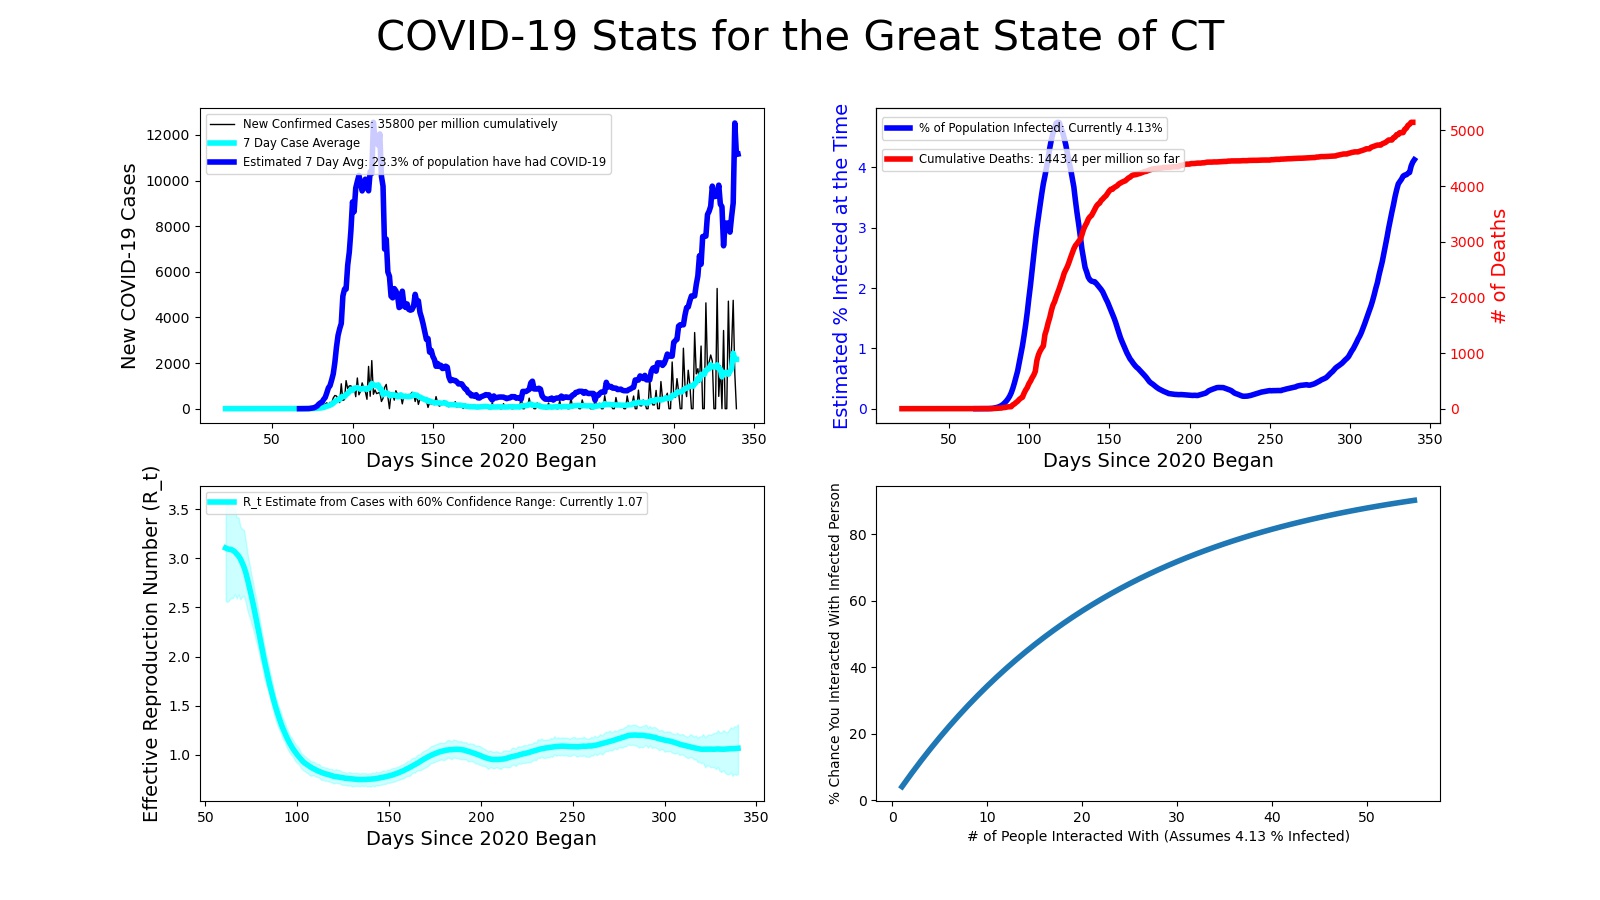 COVID-19 Stats for the Great State of CT
New COVID-19 Cases
12000
10000
8000
6000
4000
2000
0
New Confirmed Cases: 35800 per million cumulatively
7 Day Case Average
Estimated 7 Day Avg: 23.3% of population have had COVID-19
50 100 150 200 250 300 350
Days Since 2020 Began
Estimated % Infected at the Time
4
3
2
1
0
% of Population Infected: Currently 4.13%
Cumulative Deaths: 1443.4 per million so far
5000
4000
3000
2000
1000
0
# of Deaths
50 100 150 200 250 300 350
Days Since 2020 Began
Effective Reproduction Number (R_t)
3.5
3.0
2.5
2.0
1.5
1.0
R_t Estimate from Cases with 60% Confidence Range: Currently 1.07
50 100 150 200 250 300 350
Days Since 2020 Began
% Chance You Interacted With Infected Person
80
60
40
20
0
0 10 20 30 40 50
# of People Interacted With (Assumes 4.13 % Infected)